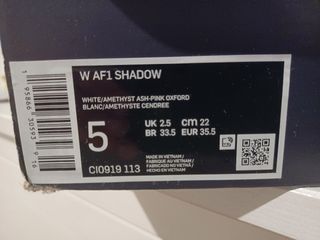 W AF1 SHADOW
WHITE/AMETHYST ASH-PINK OXFORD
BLANC/AMETHYSTE CENDREE
5
UK 2.5 cm 22
BR 33.5 EUR 35.5
MADE IN VIETNAM /
FABRIQUE AU VIETNAM /
FABRICADO NO VIETNÃ /
HECHO EN VIETNAM
CI0919 113